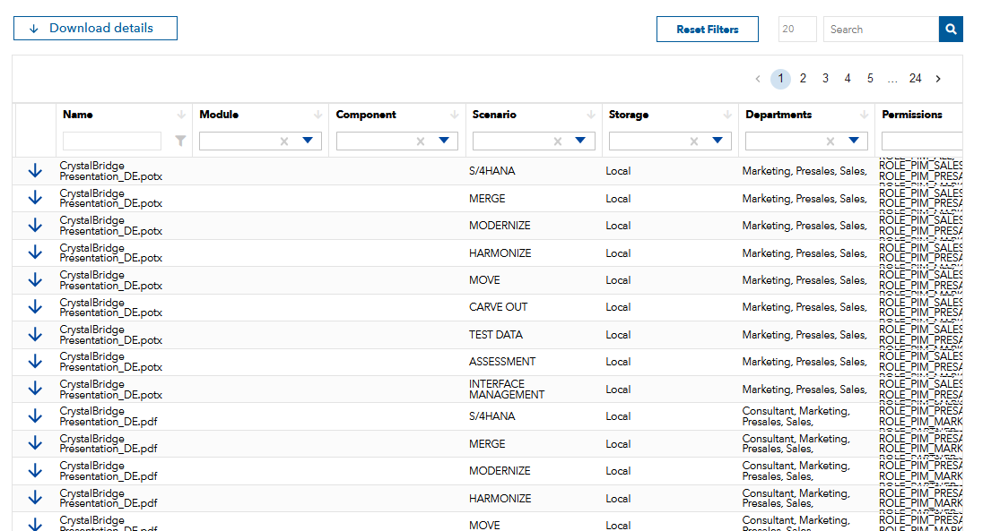 Download details
Reset Filters
20
Search
1 2 3 4 5 ... 24
Name Module Component Scenario Storage Departments Permissions
CrystalBridge
Presentation_DE.potx S/4HANA Local Marketing, Presales, Sales,
ROLE_PIM_SALES
ROLE_PIM_PRESA
CrystalBridge
Presentation_DE.potx MERGE Local Marketing, Presales, Sales,
ROLE_PIM_SALES
ROLE_PIM_PRESA
CrystalBridge
Presentation_DE.potx MODERNIZE Local Marketing, Presales, Sales,
ROLE_PIM_SALES
ROLE_PIM_PRESA
CrystalBridge
Presentation_DE.potx HARMONIZE Local Marketing, Presales, Sales,
ROLE_PIM_SALES
ROLE_PIM_PRESA
CrystalBridge
Presentation_DE.potx MOVE Local Marketing, Presales, Sales,
ROLE_PIM_SALES
ROLE_PIM_PRESA
CrystalBridge
Presentation_DE.potx CARVE OUT Local Marketing, Presales, Sales,
ROLE_PIM_SALES
ROLE_PIM_PRESA
CrystalBridge
Presentation_DE.potx TEST DATA Local Marketing, Presales, Sales,
ROLE_PIM_SALES
ROLE_PIM_PRESA
CrystalBridge
Presentation_DE.potx ASSESSMENT Local Marketing, Presales, Sales,
ROLE_PIM_SALES
ROLE_PIM_PRESA
CrystalBridge
Presentation_DE.potx
INTERFACE
MANAGEMENT Local Marketing, Presales, Sales,
ROLE_PIM_SALES
ROLE_PIM_PRESA
CrystalBridge
Presentation_DE.pdf S/4HANA Local
Consultant, Marketing,
Presales, Sales,
ROLE_PIM_PRESA
ROLE_PIM_MARK
CrystalBridge
Presentation_DE.pdf MERGE Local
Consultant, Marketing,
Presales, Sales,
ROLE_PIM_PRESA
ROLE_PIM_MARK
CrystalBridge
Presentation_DE.pdf MODERNIZE Local
Consultant, Marketing,
Presales, Sales,
ROLE_PIM_PRESA
ROLE_PIM_MARK
CrystalBridge
Presentation_DE.pdf HARMONIZE Local
Consultant, Marketing,
Presales, Sales,
ROLE_PIM_PRESA
ROLE_PIM_MARK
CrystalBridge
Presentation_DE.pdf MOVE Local
Consultant, Marketing,
Presales, Sales,
ROLE_PIM_PRESA
ROLE_PIM_MARK